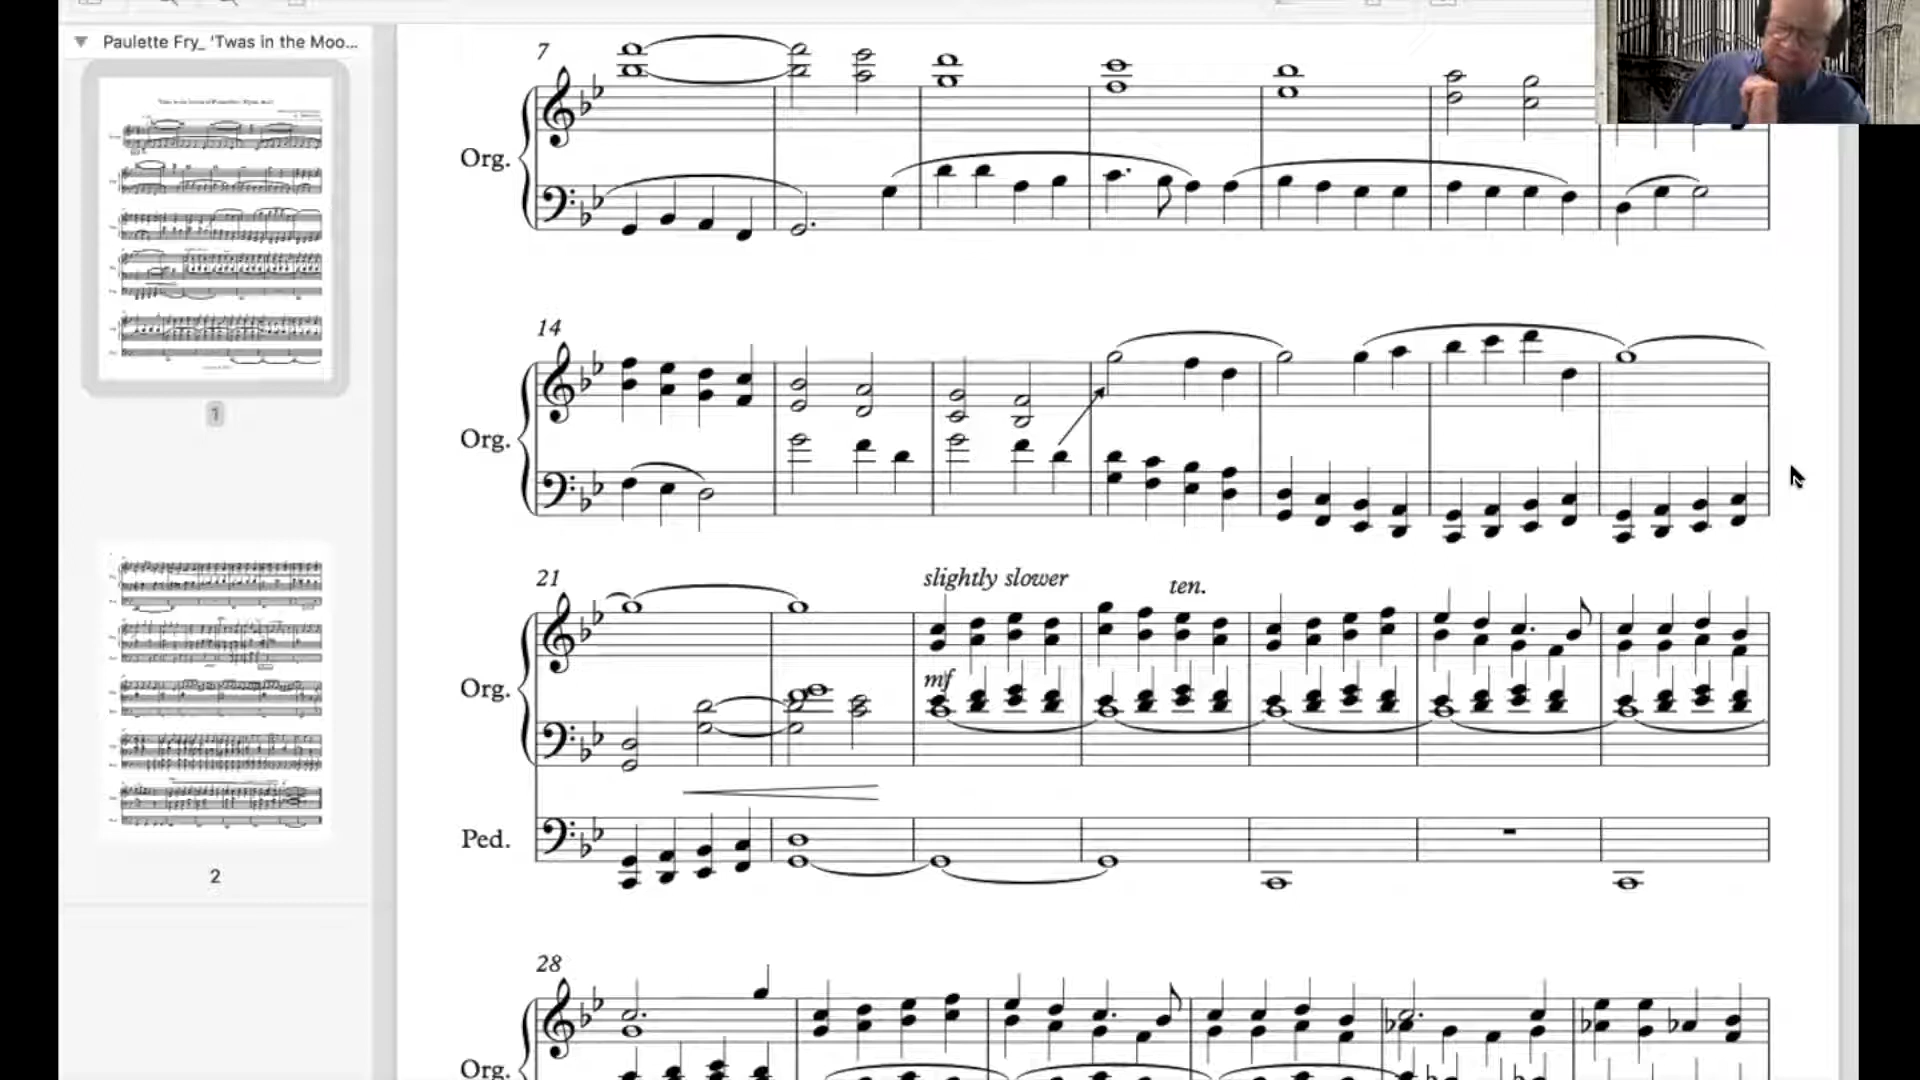 Paulette Fry_ 'Twas in the Moo...
1
2
7
Org.
14
Org.
21
slightly slower
ten.
mf
Org.
Ped.
28
Org.